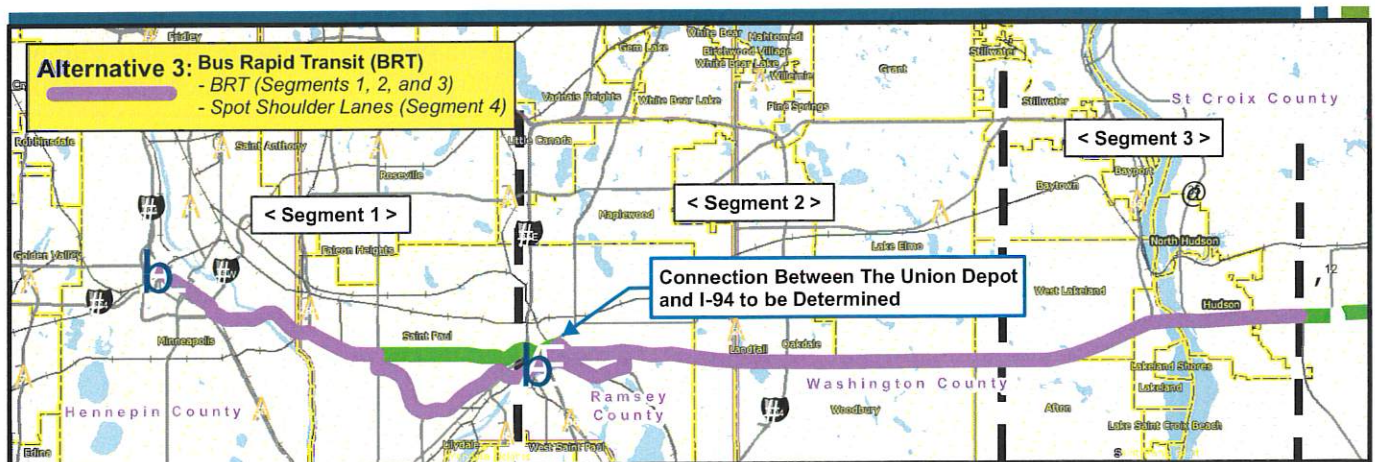 Alternative 3: Bus Rapid Transit (BRT)
- BRT (Segments 1, 2, and 3)
- Spot Shoulder Lanes (Segment 4)
Fridley
Gem Lake
White Bear
Mahtomedi
Birchwood Village
White Bear Lake
Willernie
Grant
Stillwater
Vadnais Heights
White Bear Lake
Pine Springs
Stillwater
St Croix County
Robbinsdale
Saint Anthony
Little Canada
< Segment 3 >
Roseville
Bayport
Baytown
< Segment 1 >
Maplewood
< Segment 2 >
@
Falcon Heights
Lake Elmo
North Hudson
Golden Valley
b
Connection Between The Union Depot
and I-94 to be Determined
12
West Lakeland
Hudson
Minneapolis
Saint Paul
b
Landfall
Oakdale
Lakeland Shores
Washington County
Lakeland
Hennepin County
Ramsey
County
Woodbury
Afton
Lake Saint Croix Beach
Edina
Lilydale
West Saint Paul